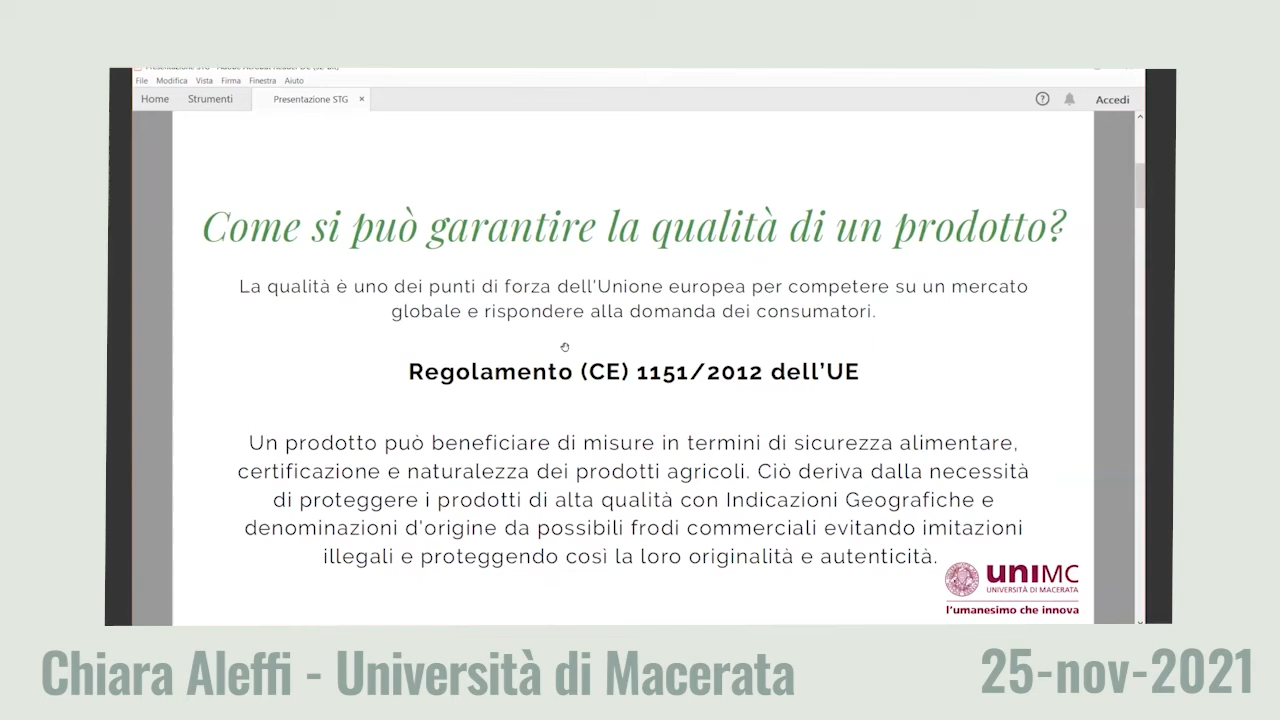 File Modifica Vista Firma Finestra Aiuto
Home Strumenti Presentazione STG × Accedi
Come si può garantire la qualità di un prodotto?
La qualità è uno dei punti di forza dell'Unione europea per competere su un mercato
globale e rispondere alla domanda dei consumatori.
Regolamento (CE) 1151/2012 dell'UE
Un prodotto può beneficiare di misure in termini di sicurezza alimentare,
certificazione e naturalezza dei prodotti agricoli. Ciò deriva dalla necessità
di proteggere i prodotti di alta qualità con Indicazioni Geografiche e
denominazioni d'origine da possibili frodi commerciali evitando imitazioni
illegali e proteggendo così la loro originalità e autenticità.
unIMC
UNIVERSITÀ DI MACERATA
l'umanesimo che innova
Chiara Aleffi - Università di Macerata
25-nov-2021